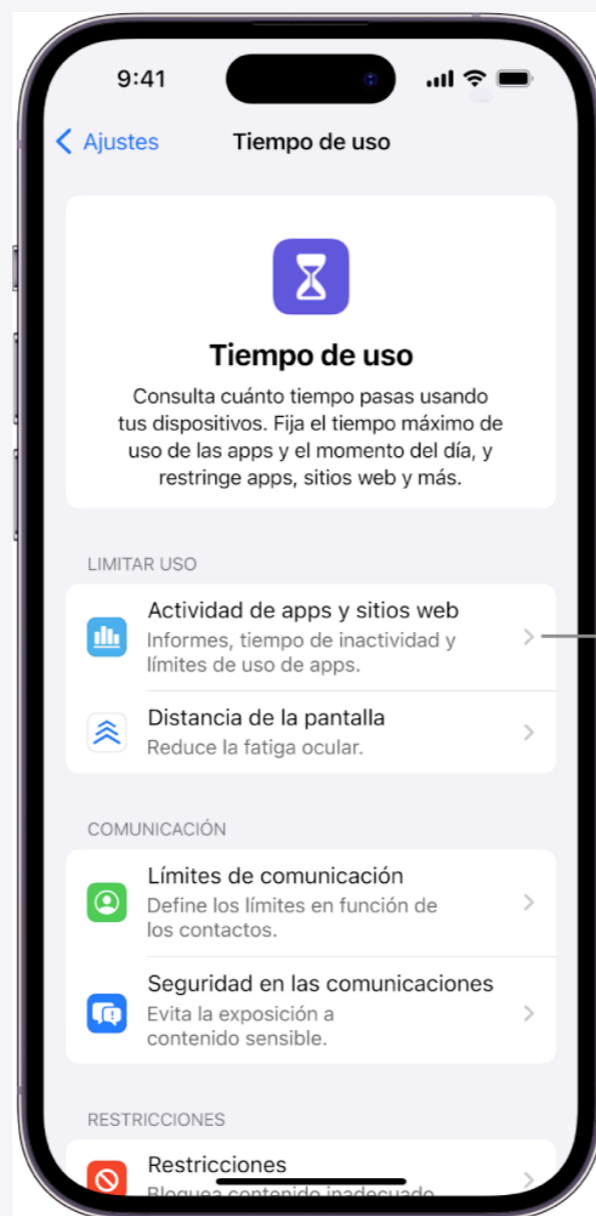 9:41
Ajustes
Tiempo de uso
Tiempo de uso
Consulta cuánto tiempo pasas usando
tus dispositivos. Fija el tiempo máximo de
uso de las apps y el momento del día, y
restringe apps, sitios web y más.
LIMITAR USO
Actividad de apps y sitios web
Informes, tiempo de inactividad y
límites de uso de apps.
Distancia de la pantalla
Reduce la fatiga ocular.
COMUNICACIÓN
Límites de comunicación
Define los límites en función de
los contactos.
Seguridad en las comunicaciones
Evita la exposición a
contenido sensible.
RESTRICCIONES
Restricciones
Bloquea contenido inadecuado